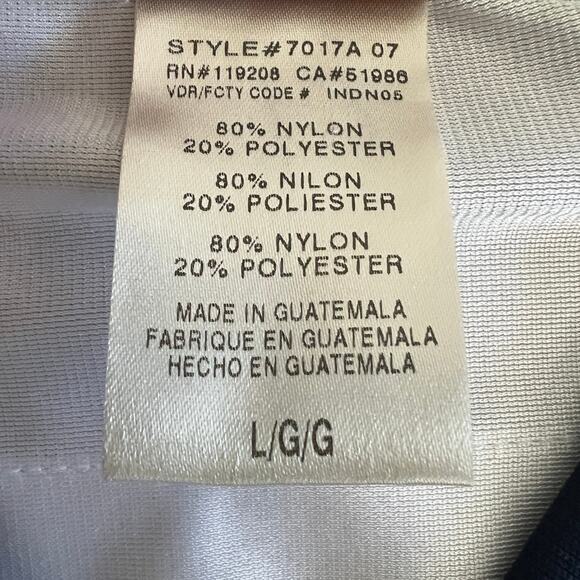 STYLE#7017A 07
RN#119208 CA#51986
VDR/FCTY CODE # INDN05
80% NYLON
20% POLYESTER
80% NILON
20% POLIESTER
80% NYLON
20% POLYESTER
MADE IN GUATEMALA
FABRIQUE EN GUATEMALA
HECHO EN GUATEMALA
L/G/G